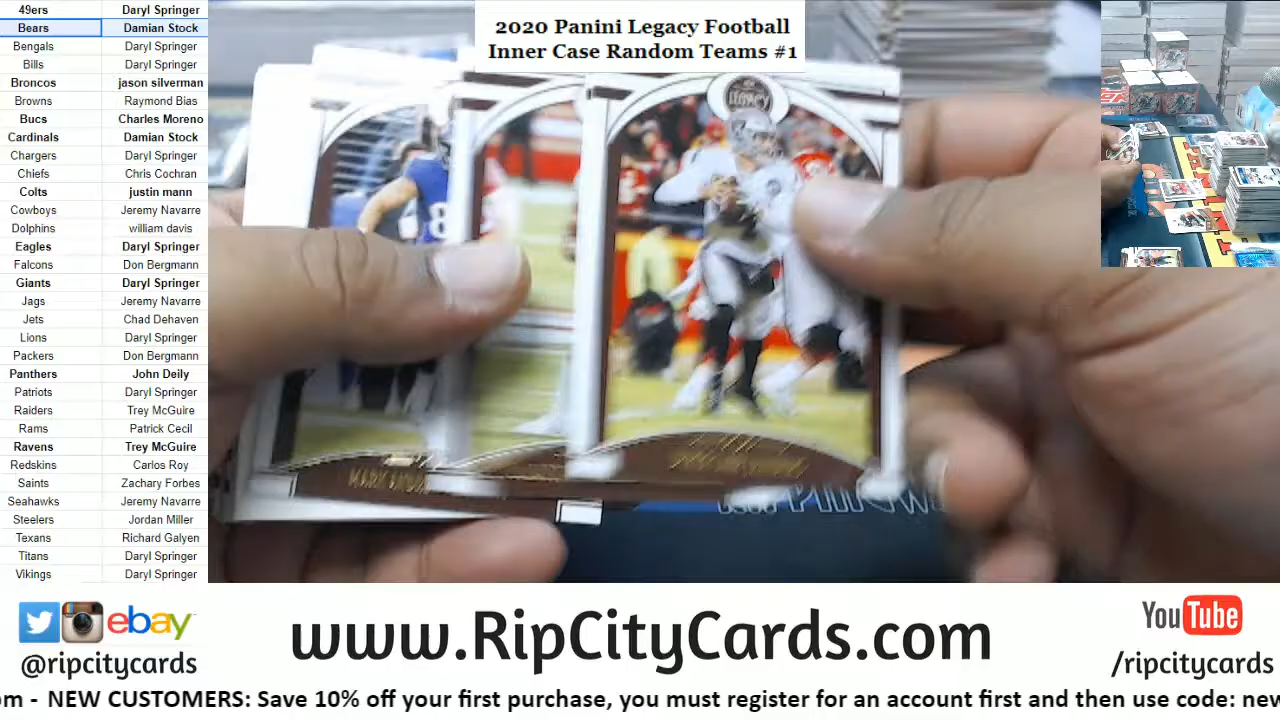 49ers Daryl Springer
Bears Damian Stock
Bengals Daryl Springer
Bills Daryl Springer
Broncos jason silverman
Browns Raymond Bias
Bucs Charles Moreno
Cardinals Damian Stock
Chargers Daryl Springer
Chiefs Chris Cochran
Colts justin mann
Cowboys Jeremy Navarre
Dolphins william davis
Eagles Daryl Springer
Falcons Don Bergmann
Giants Daryl Springer
Jags Jeremy Navarre
Jets Chad Dehaven
Lions Daryl Springer
Packers Don Bergmann
Panthers John Deily
Patriots Daryl Springer
Raiders Trey McGuire
Rams Patrick Cecil
Ravens Trey McGuire
Redskins Carlos Roy
Saints Zachary Forbes
Seahawks Jeremy Navarre
Steelers Jordan Miller
Texans Richard Galyen
Titans Daryl Springer
Vikings Daryl Springer
2020 Panini Legacy Football
Inner Case Random Teams #1
Legacy
MARK
ebay
@ripcitycards
www.RipCityCards.com
YouTube
/ripcitycards
om - NEW CUSTOMERS: Save 10% off your first purchase, you must register for an account first and then use code: new